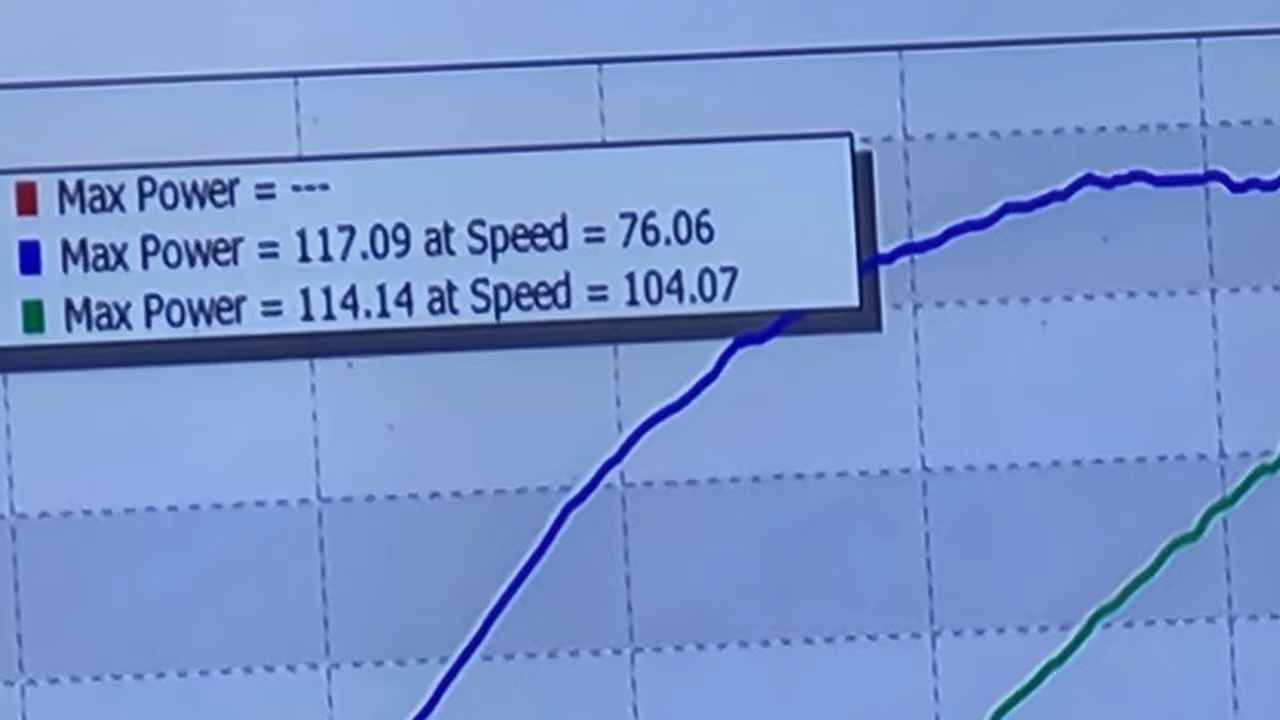 Max Power = ---
Max Power = 117.09 at Speed = 76.06
Max Power = 114.14 at Speed = 104.07